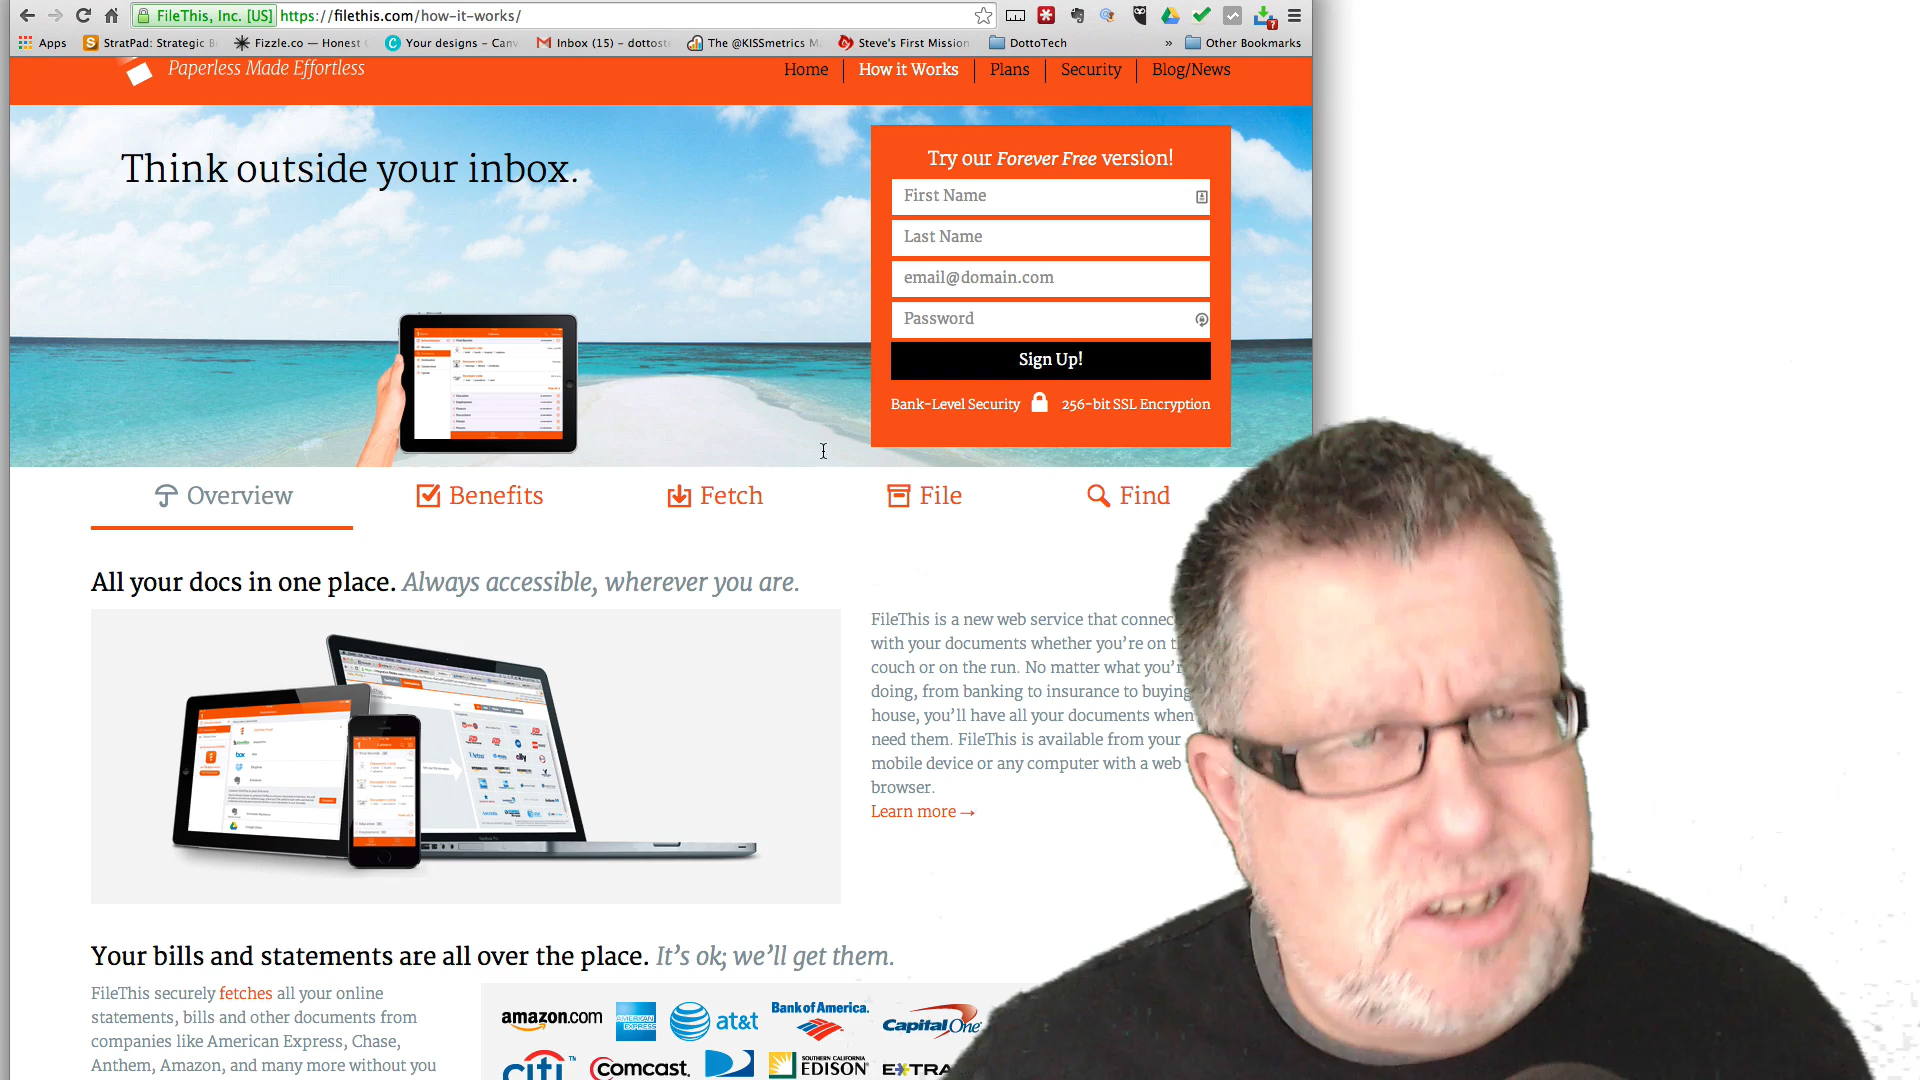 FileThis, Inc. [US] https://filethis.com/how-it-works/
Apps StratPad: Strategic B Fizzle.co — Honest Your designs – Canv Inbox (15) – dottoste The @KISSmetrics M Steve's First Mission DottoTech » Other Bookmarks
Paperless Made Effortless
Home How it Works Plans Security Blog/News
Think outside your inbox.
Try our Forever Free version!
First Name
Last Name
email@domain.com
Password
Sign Up!
Bank-Level Security 256-bit SSL Encryption
Overview Benefits Fetch File Find
All your docs in one place. Always accessible, wherever you are.
FileThis is a new web service that connec
with your documents whether you're on t
couch or on the run. No matter what you'r
doing, from banking to insurance to buying
house, you'll have all your documents when
need them. FileThis is available from your
mobile device or any computer with a web
browser.
Learn more →
Your bills and statements are all over the place. It's ok; we'll get them.
FileThis securely fetches all your online
statements, bills and other documents from
companies like American Express, Chase,
Anthem, Amazon, and many more without you
amazon.com AMERICAN EXPRESS at&t Bank of America. CapitalOne
citi comcast. SOUTHERN CALIFORNIA EDISON EXTRA